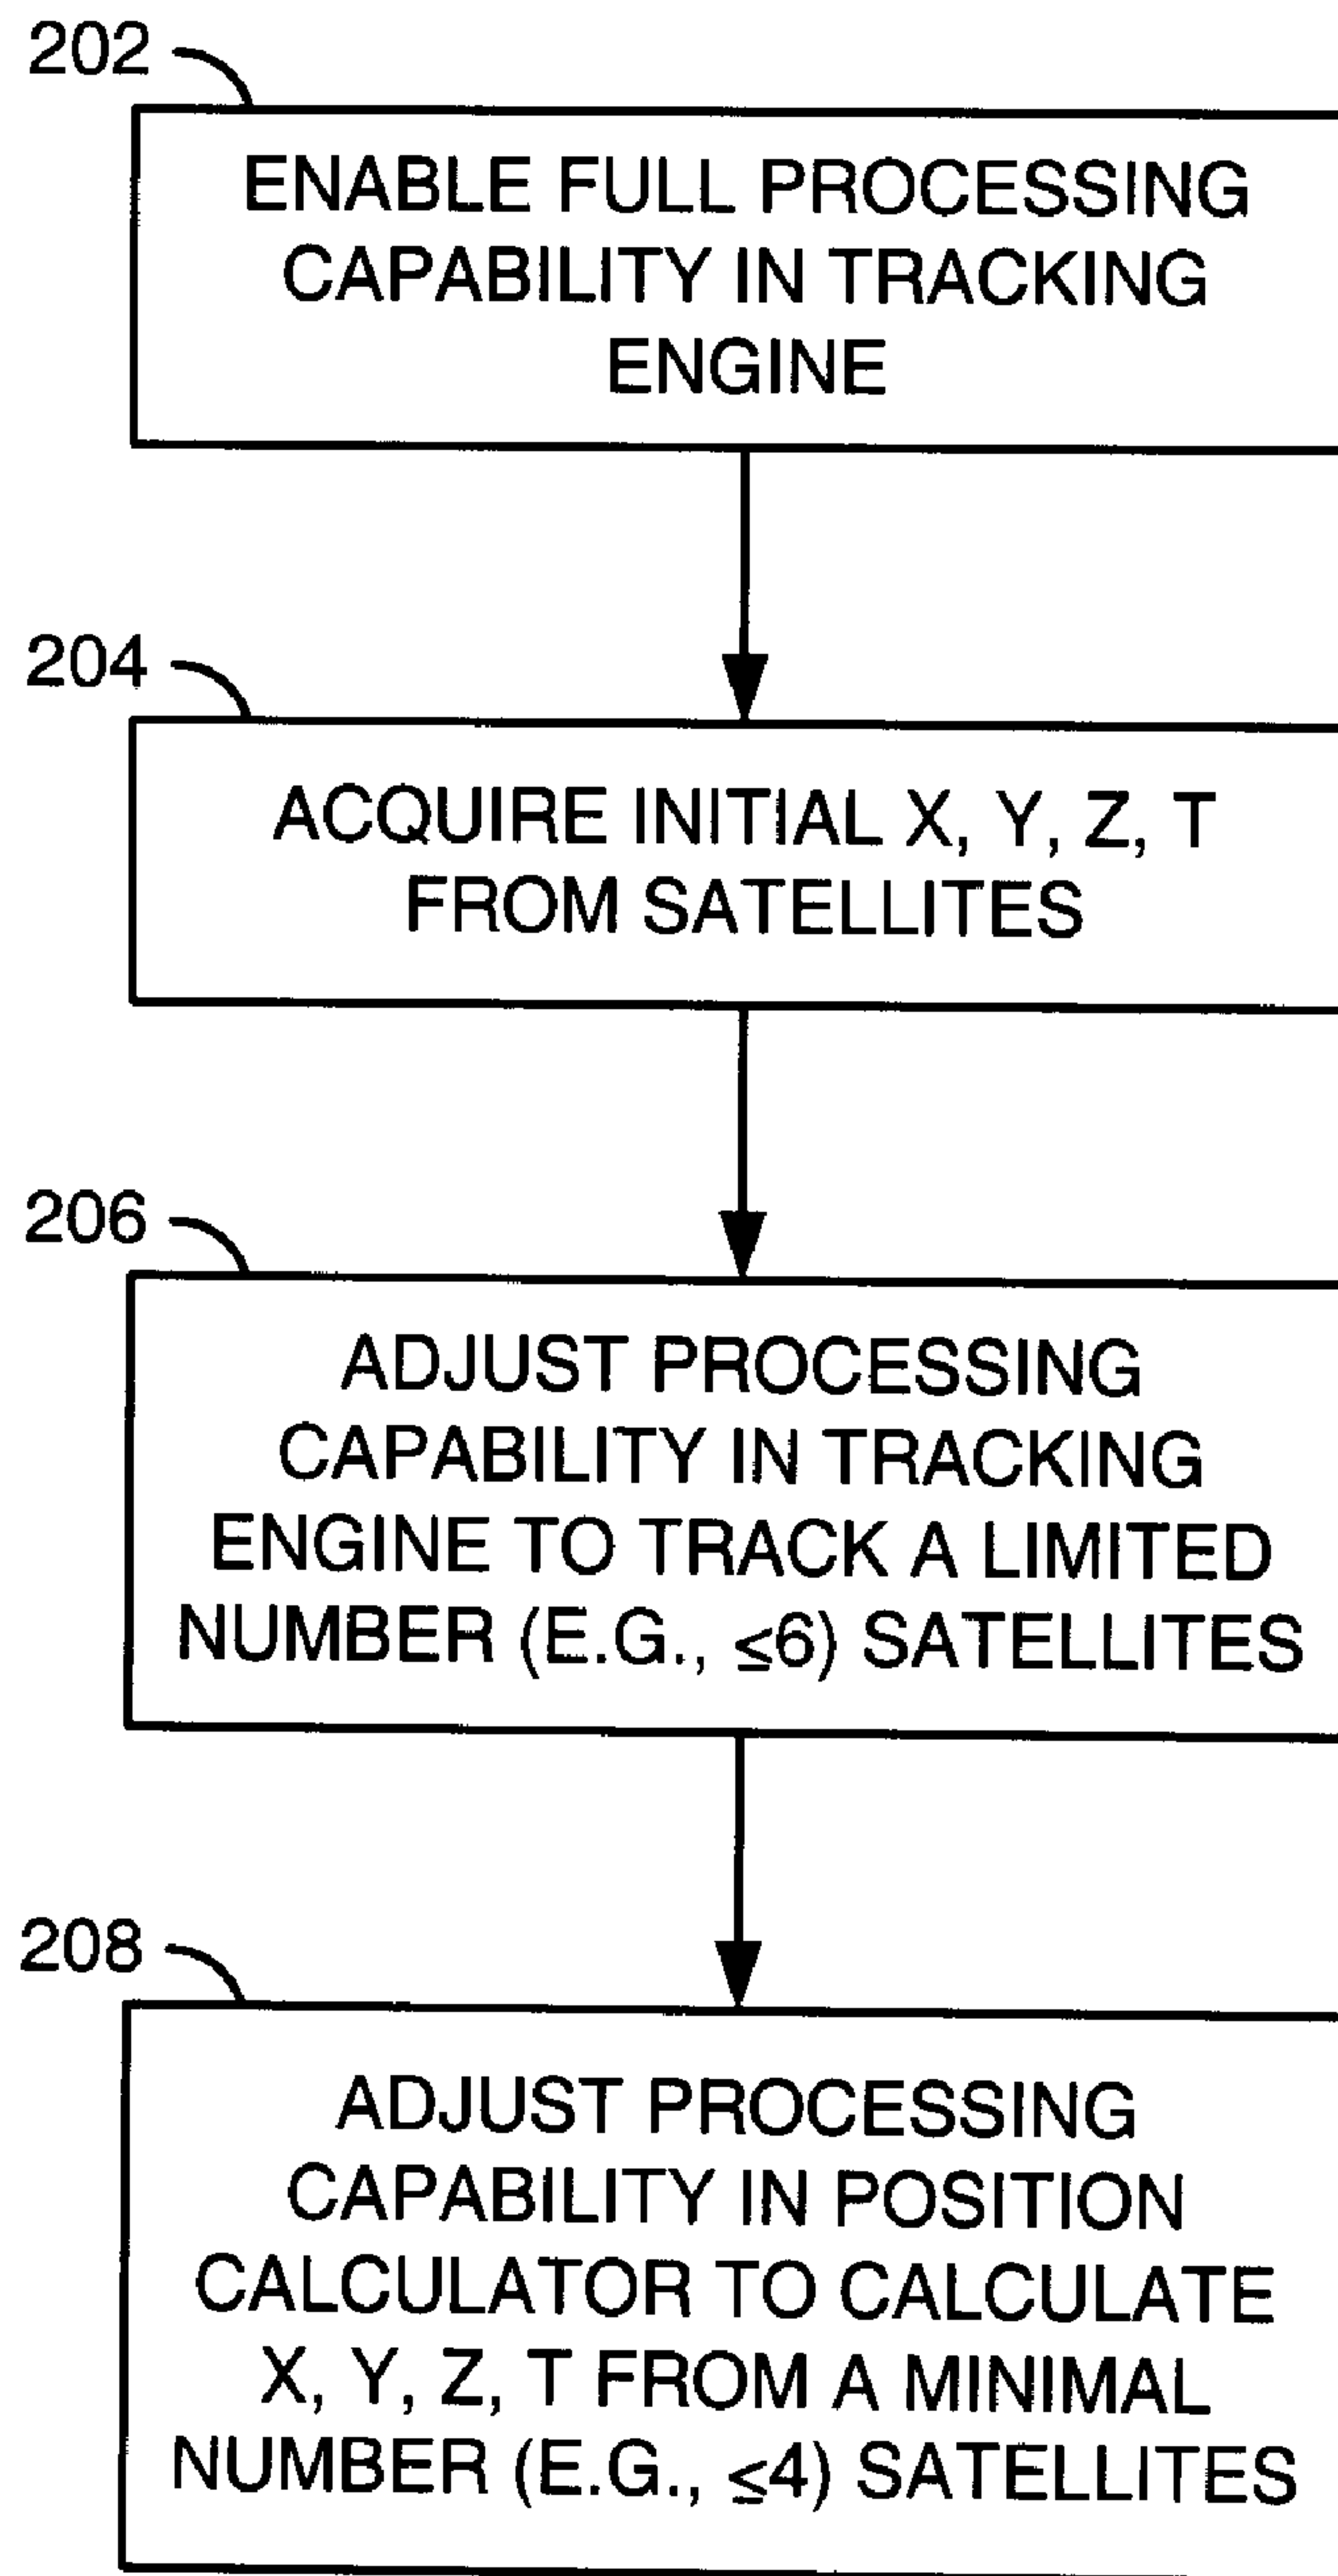 202
ENABLE FULL PROCESSING
CAPABILITY IN TRACKING
ENGINE
204
ACQUIRE INITIAL X, Y, Z, T
FROM SATELLITES
206
ADJUST PROCESSING
CAPABILITY IN TRACKING
ENGINE TO TRACK A LIMITED
NUMBER (E.G., ≤6) SATELLITES
208
ADJUST PROCESSING
CAPABILITY IN POSITION
CALCULATOR TO CALCULATE
X, Y, Z, T FROM A MINIMAL
NUMBER (E.G., ≤4) SATELLITES